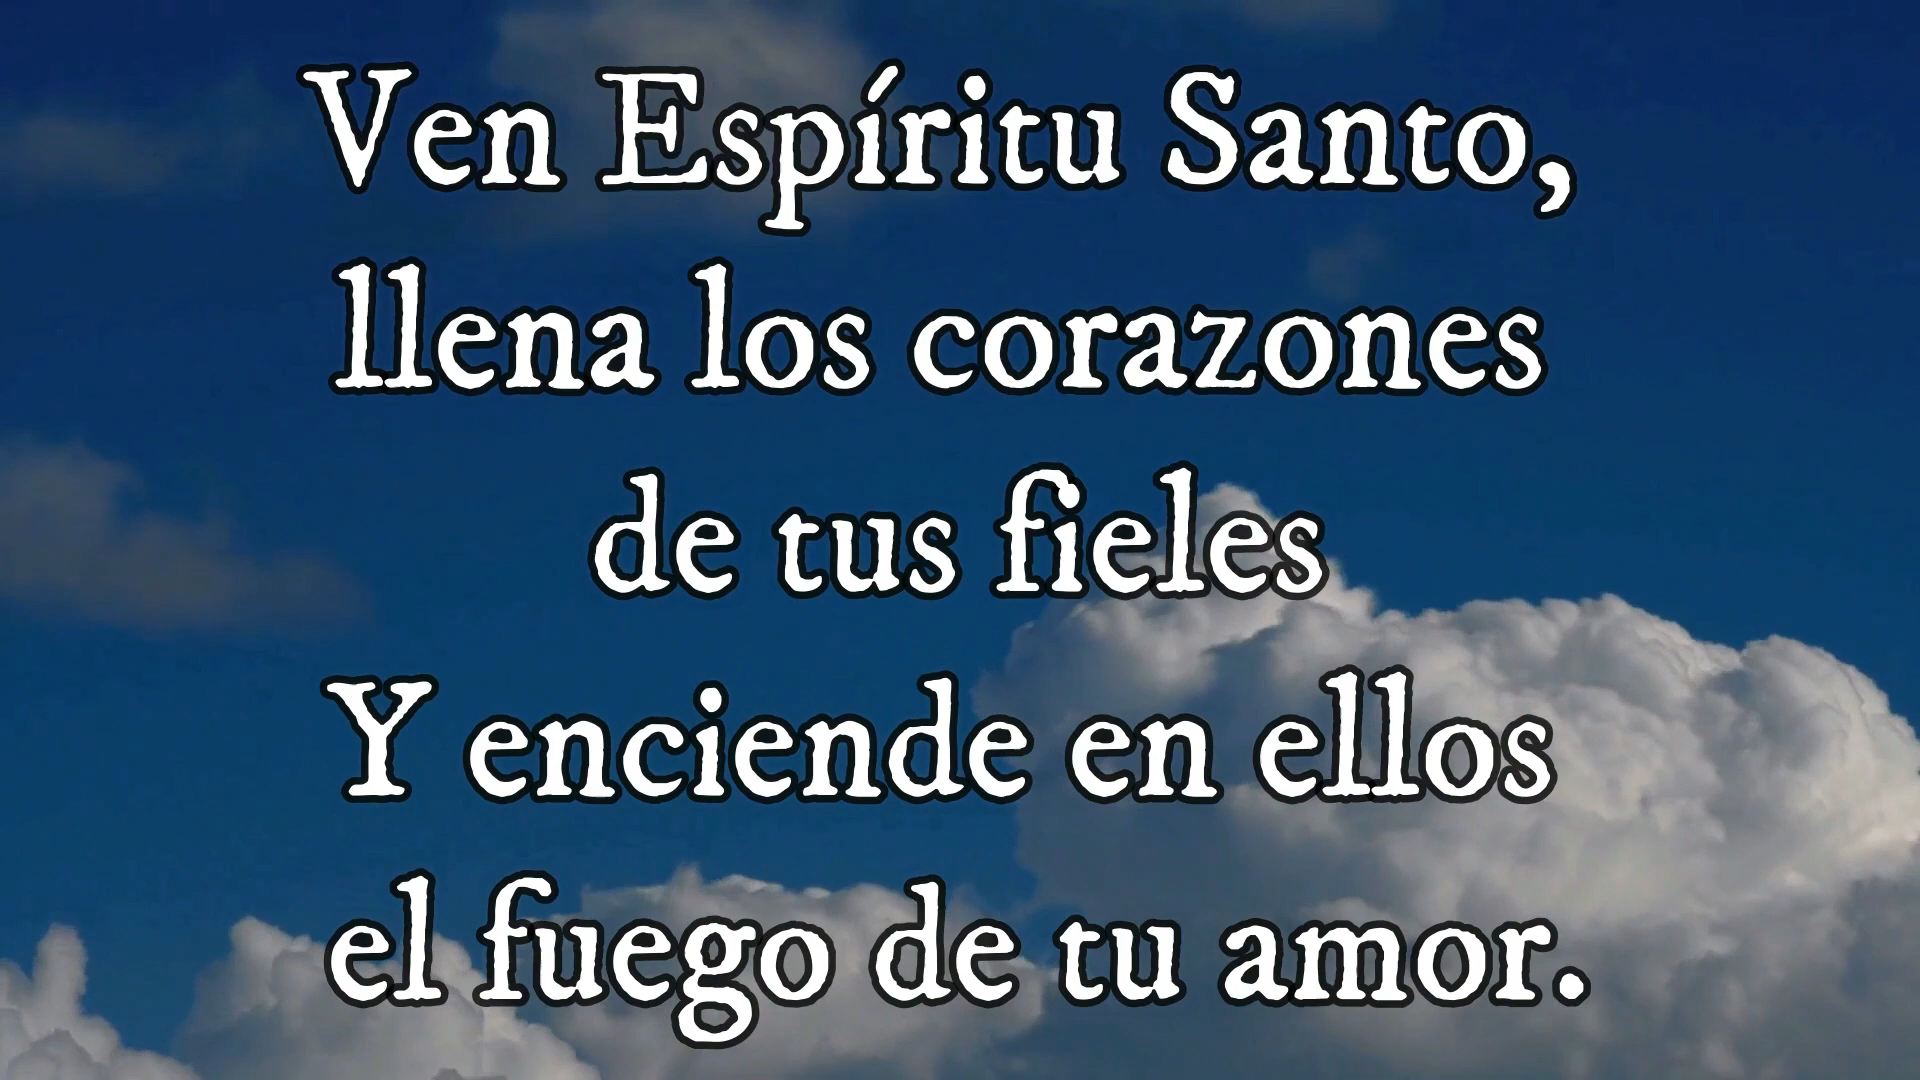 Ven Espíritu Santo,
llena los corazones
de tus fieles
Y enciende en ellos
el fuego de tu amor.